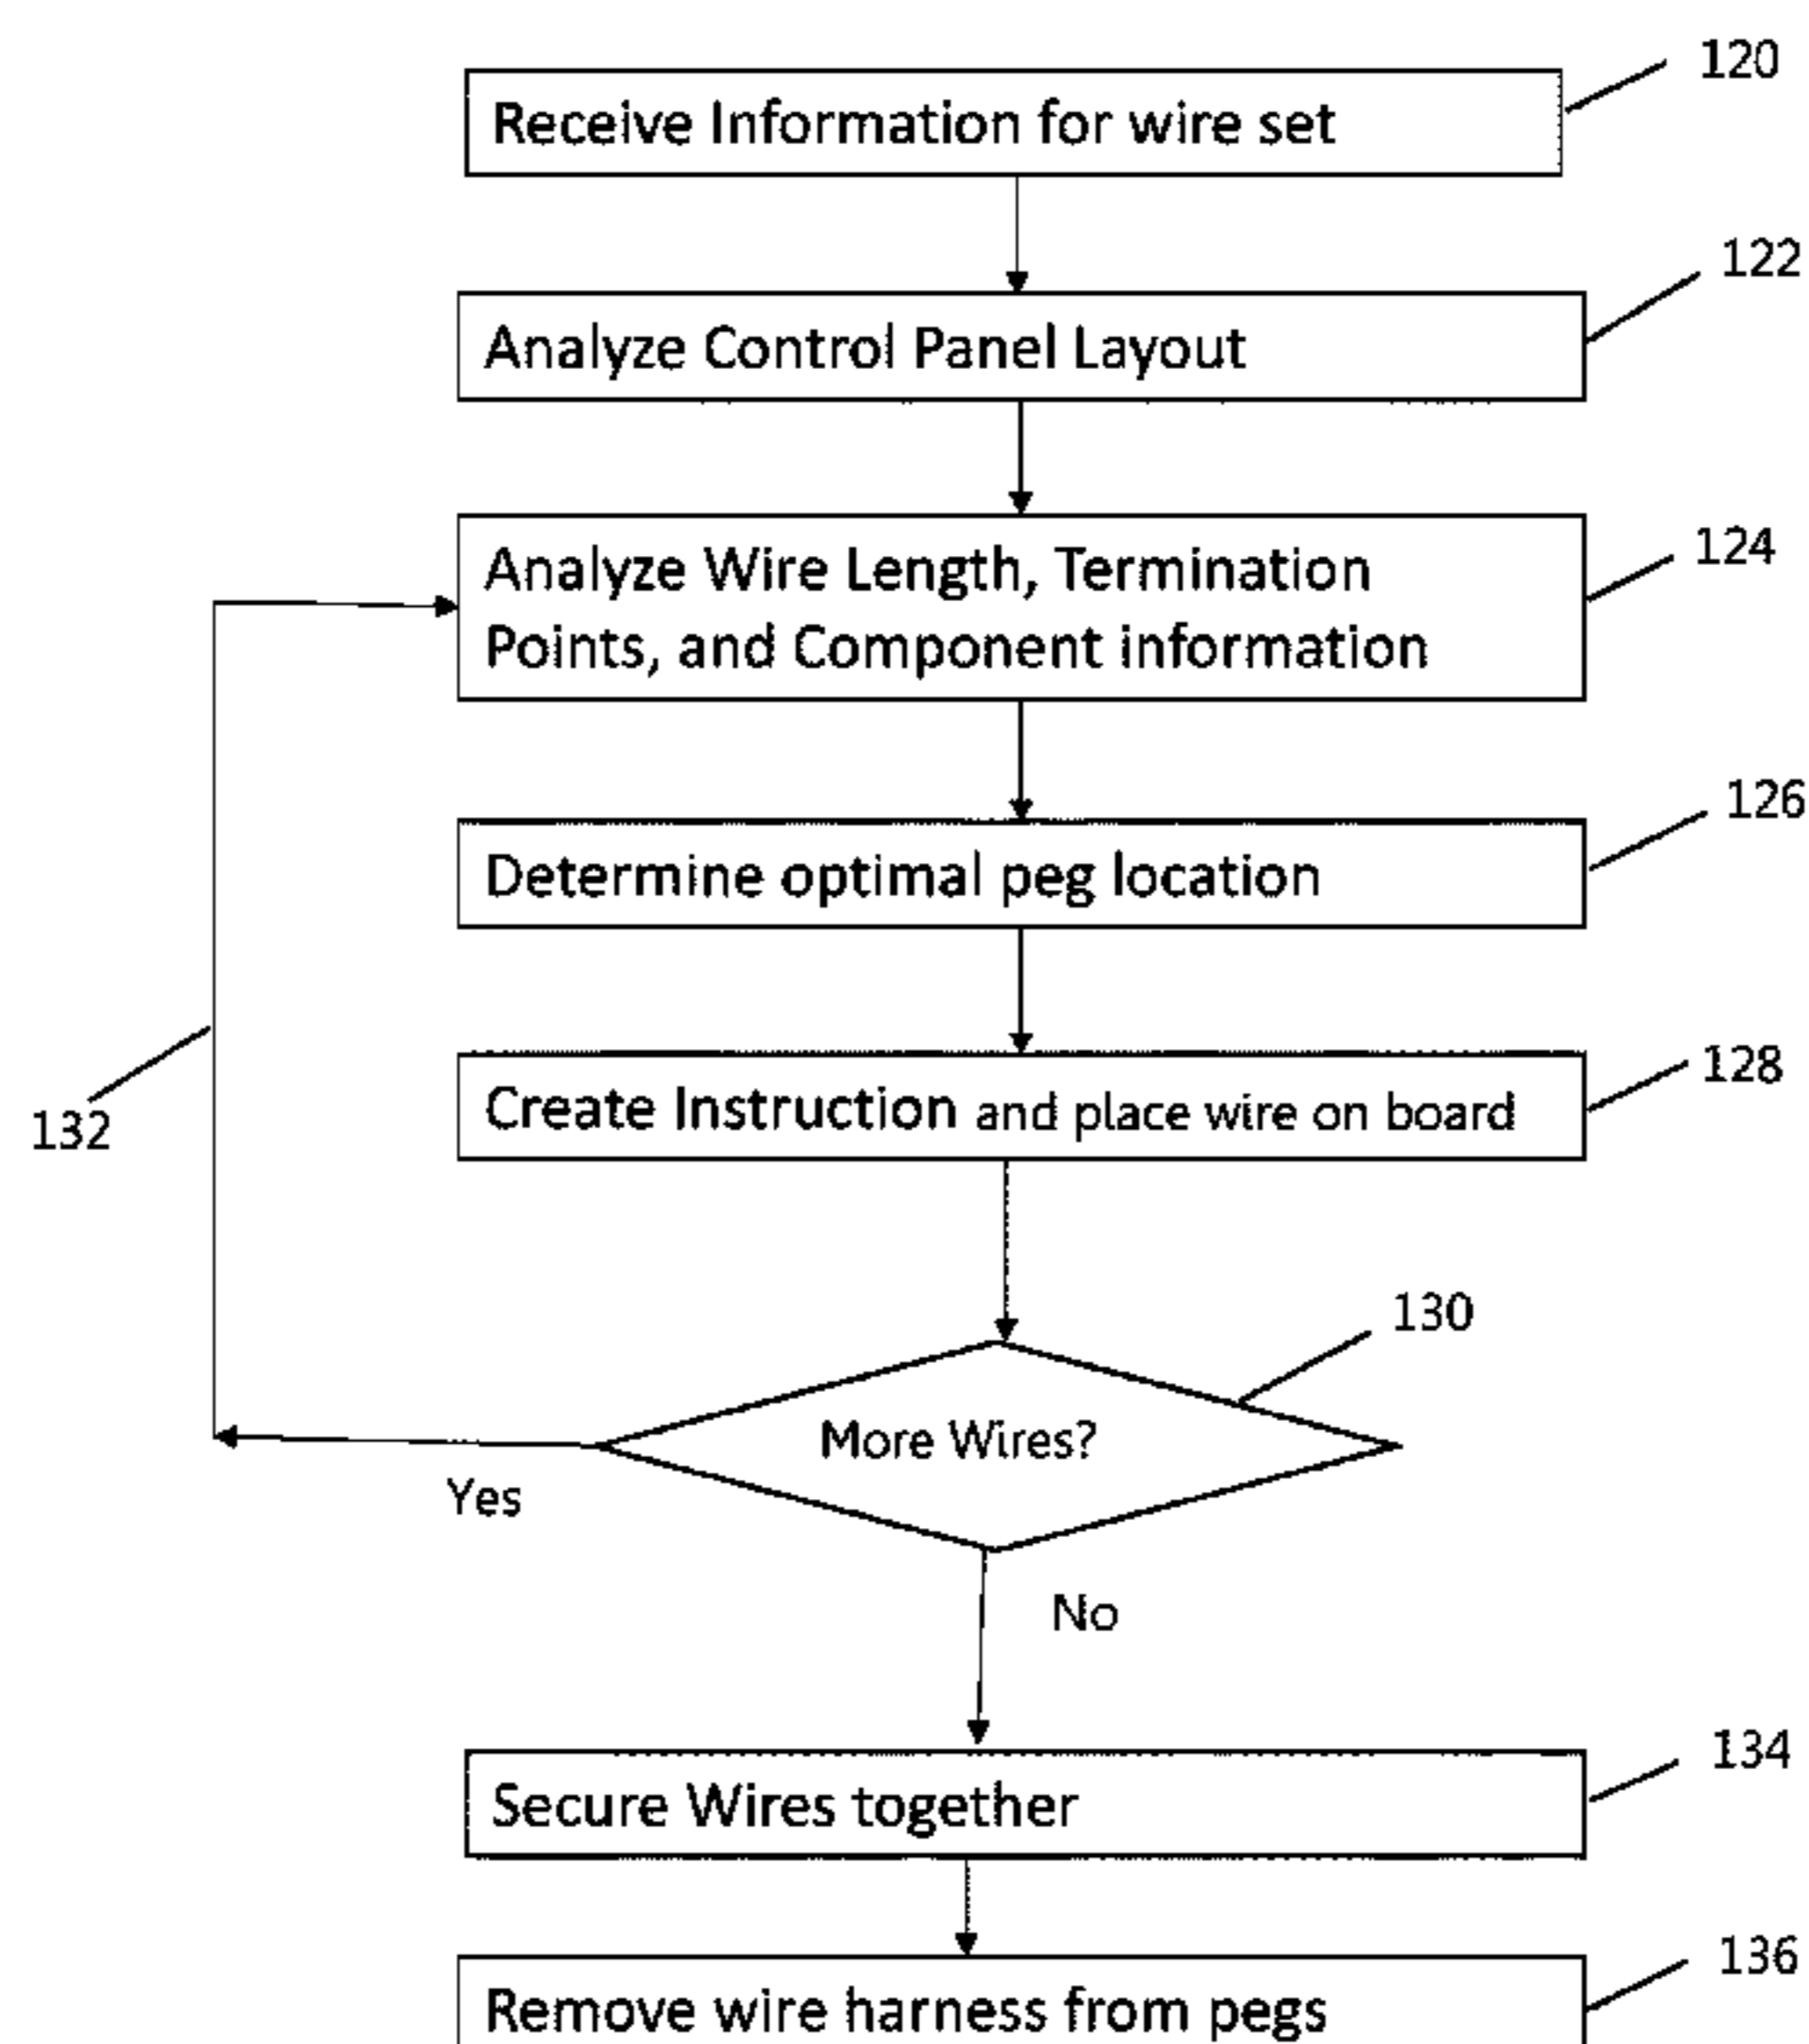 120
Receive Information for wire set
122
Analyze Control Panel Layout
124
Analyze Wire Length, Termination
Points, and Component information
126
Determine optimal peg location
128
Create Instruction and place wire on board
132
130
More Wires?
Yes
No
134
Secure Wires together
136
Remove wire harness from pegs